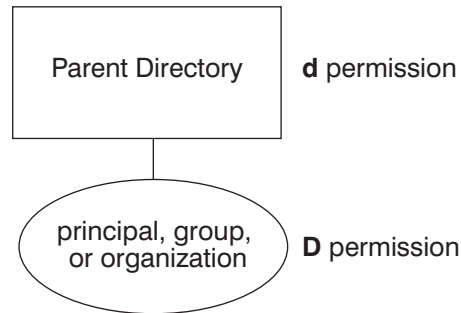 Parent Directory
d permission
principal, group,
or organization
D permission